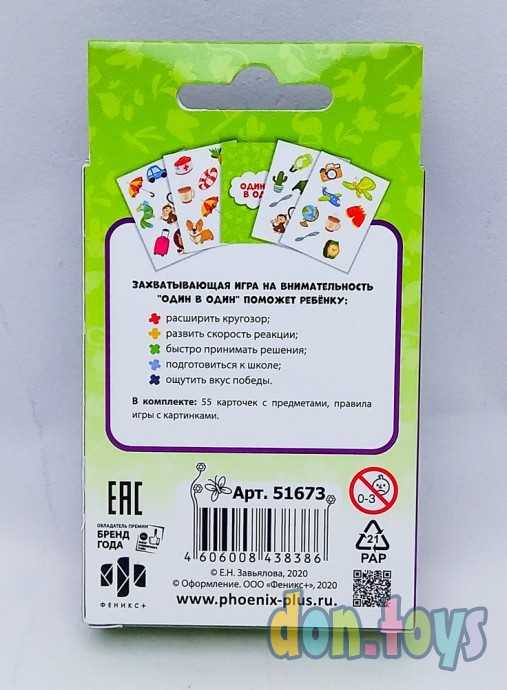 ОДИН
В ОДИН
ЗАХВАТЫВАЮЩАЯ ИГРА НА ВНИМАТЕЛЬНОСТЬ
"ОДИН В ОДИН" ПОМОЖЕТ РЕБЁНКУ:
расширить кругозор;
развить скорость реакции;
быстро принимать решения;
подготовиться к школе;
ощутить вкус победы.
В комплекте: 55 карточек с предметами, правила
игры с картинками.
EAC
Арт. 51673
0-3
ОБЛАДАТЕЛЬ ПРЕМИИ
БРЕНД
ГОДА
4 606008 438386
21
PAP
ФЕНИКС+
© Е.Н. Завьялова, 2020
© Оформление. ООО «Феникс+», 2020
www.phoenix-plus.ru.
don.toys